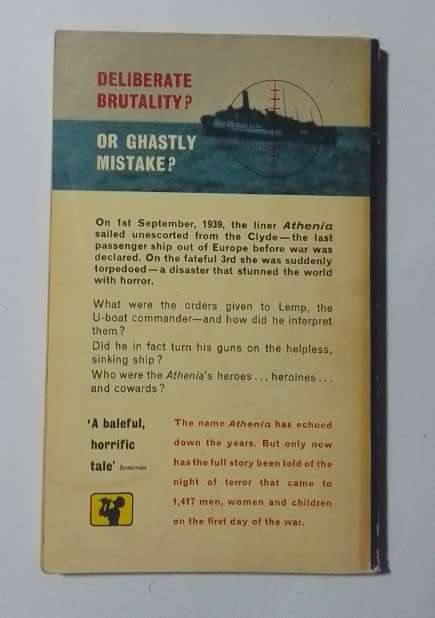 DELIBERATE
BRUTALITY?
OR GHASTLY
MISTAKE?
On 1st September, 1939, the liner Athenia
sailed unescorted from the Clyde—the last
passenger ship out of Europe before war was
declared. On the fateful 3rd she was suddenly
torpedoed—a disaster that stunned the world
with horror.
What were the orders given to Lemp, the
U-boat commander—and how did he interpret
them?
Did he in fact turn his guns on the helpless,
sinking ship?
Who were the Athenia's heroes... heroines...
and cowards?
'A baleful,
horrific
tale' Scotsman
The name Athenia has echoed
down the years. But only now
has the full story been told of the
night of terror that came to
1,417 men, women and children
on the first day of the war.